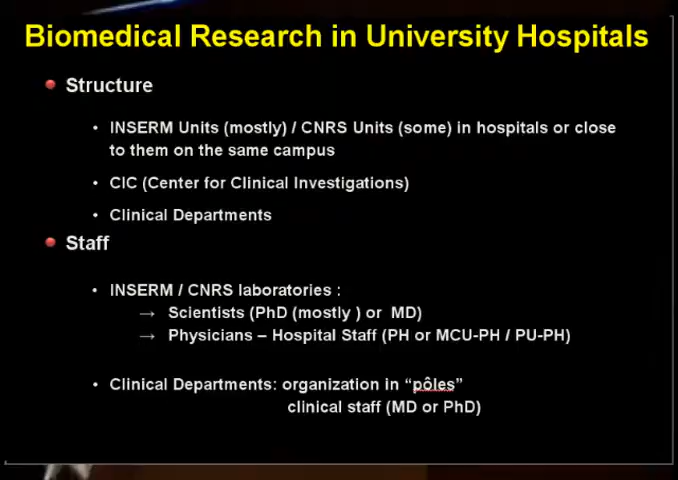 Biomedical Research in University Hospitals
Structure
• INSERM Units (mostly) / CNRS Units (some) in hospitals or close
to them on the same campus
• CIC (Center for Clinical Investigations)
• Clinical Departments
Staff
• INSERM / CNRS laboratories :
→ Scientists (PhD (mostly ) or MD)
→ Physicians – Hospital Staff (PH or MCU-PH / PU-PH)
• Clinical Departments: organization in “pôles”
clinical staff (MD or PhD)